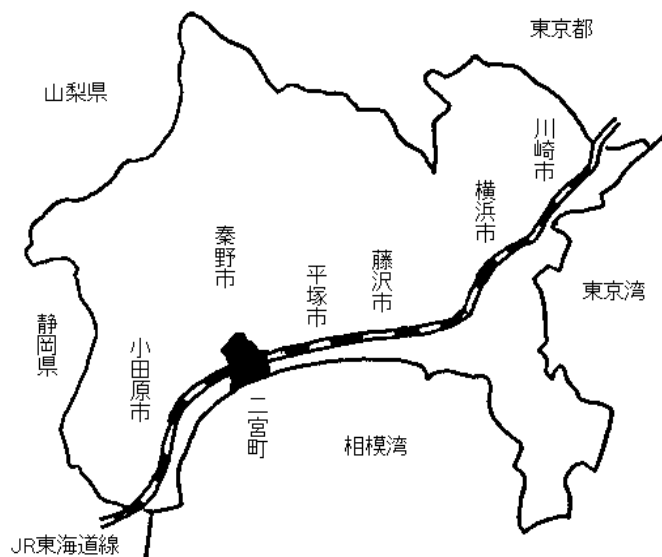 東京都
山梨県
川崎市
横浜市
秦野市
藤沢市
平塚市
東京湾
静岡県
小田原市
二宮町
相模湾
JR東海道線